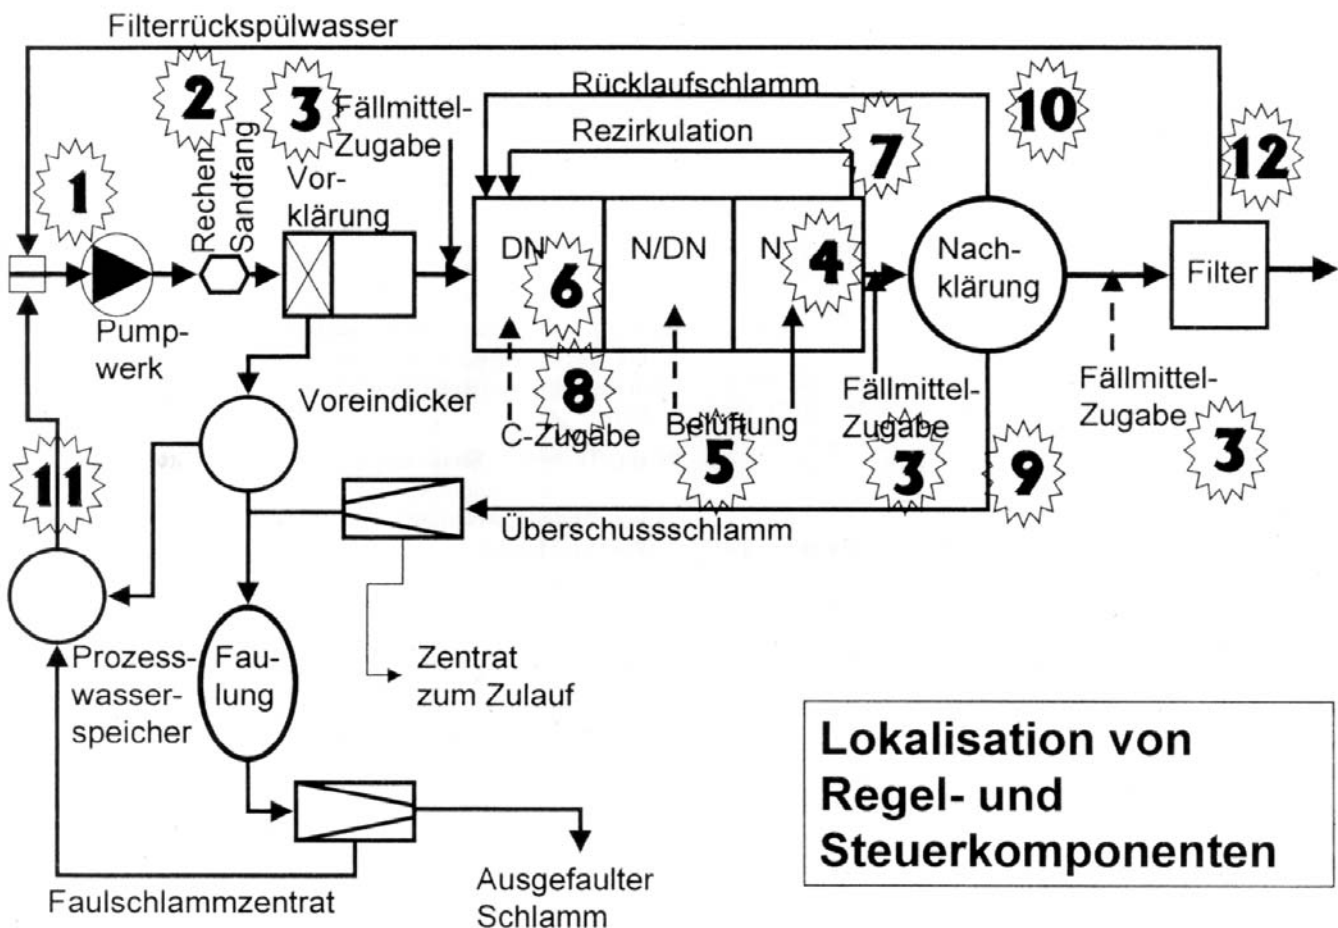 Filterrückspülwasser
2
3
Fällmittel-
Zugabe
Rücklaufschlamm
Rezirkulation
10
7
12
1
Rechen
Sandfang
Vor-
klärung
DN
N/DN
N
4
6
Nach-
klärung
Filter
Pump-
werk
Voreindicker
8
C-Zugabe
Belüftung
5
Fällmittel-
Zugabe
3
9
Fällmittel-
Zugabe
3
11
Überschussschlamm
Prozess-
wasser-
speicher
Fau-
lung
Zentrat
zum Zulauf
Faulschlammzentrat
Ausgefaulter
Schlamm
Lokalisation von
Regel- und
Steuerkomponenten